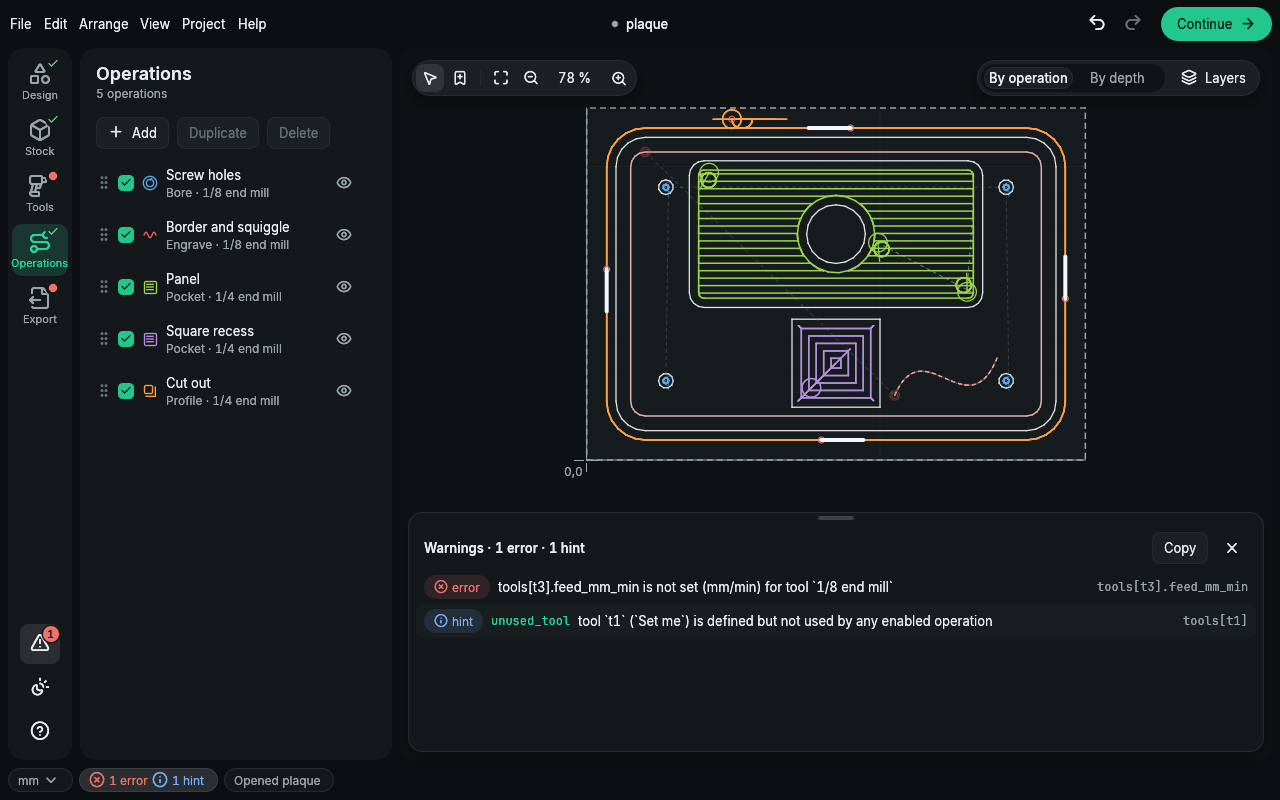 File Edit Arrange View Project Help
plaque
Continue
Design
Stock
Tools
Operations
Export
1
Operations
5 operations
Add Duplicate Delete
Screw holes
Bore · 1/8 end mill
Border and squiggle
Engrave · 1/8 end mill
Panel
Pocket · 1/4 end mill
Square recess
Pocket · 1/4 end mill
Cut out
Profile · 1/4 end mill
78 %
By operation By depth Layers
0,0
Warnings · 1 error · 1 hint
Copy
error tools[t3].feed_mm_min is not set (mm/min) for tool `1/8 end mill` tools[t3].feed_mm_min
hint unused_tool tool `t1` (`Set me`) is defined but not used by any enabled operation tools[t1]
mm 1 error 1 hint Opened plaque